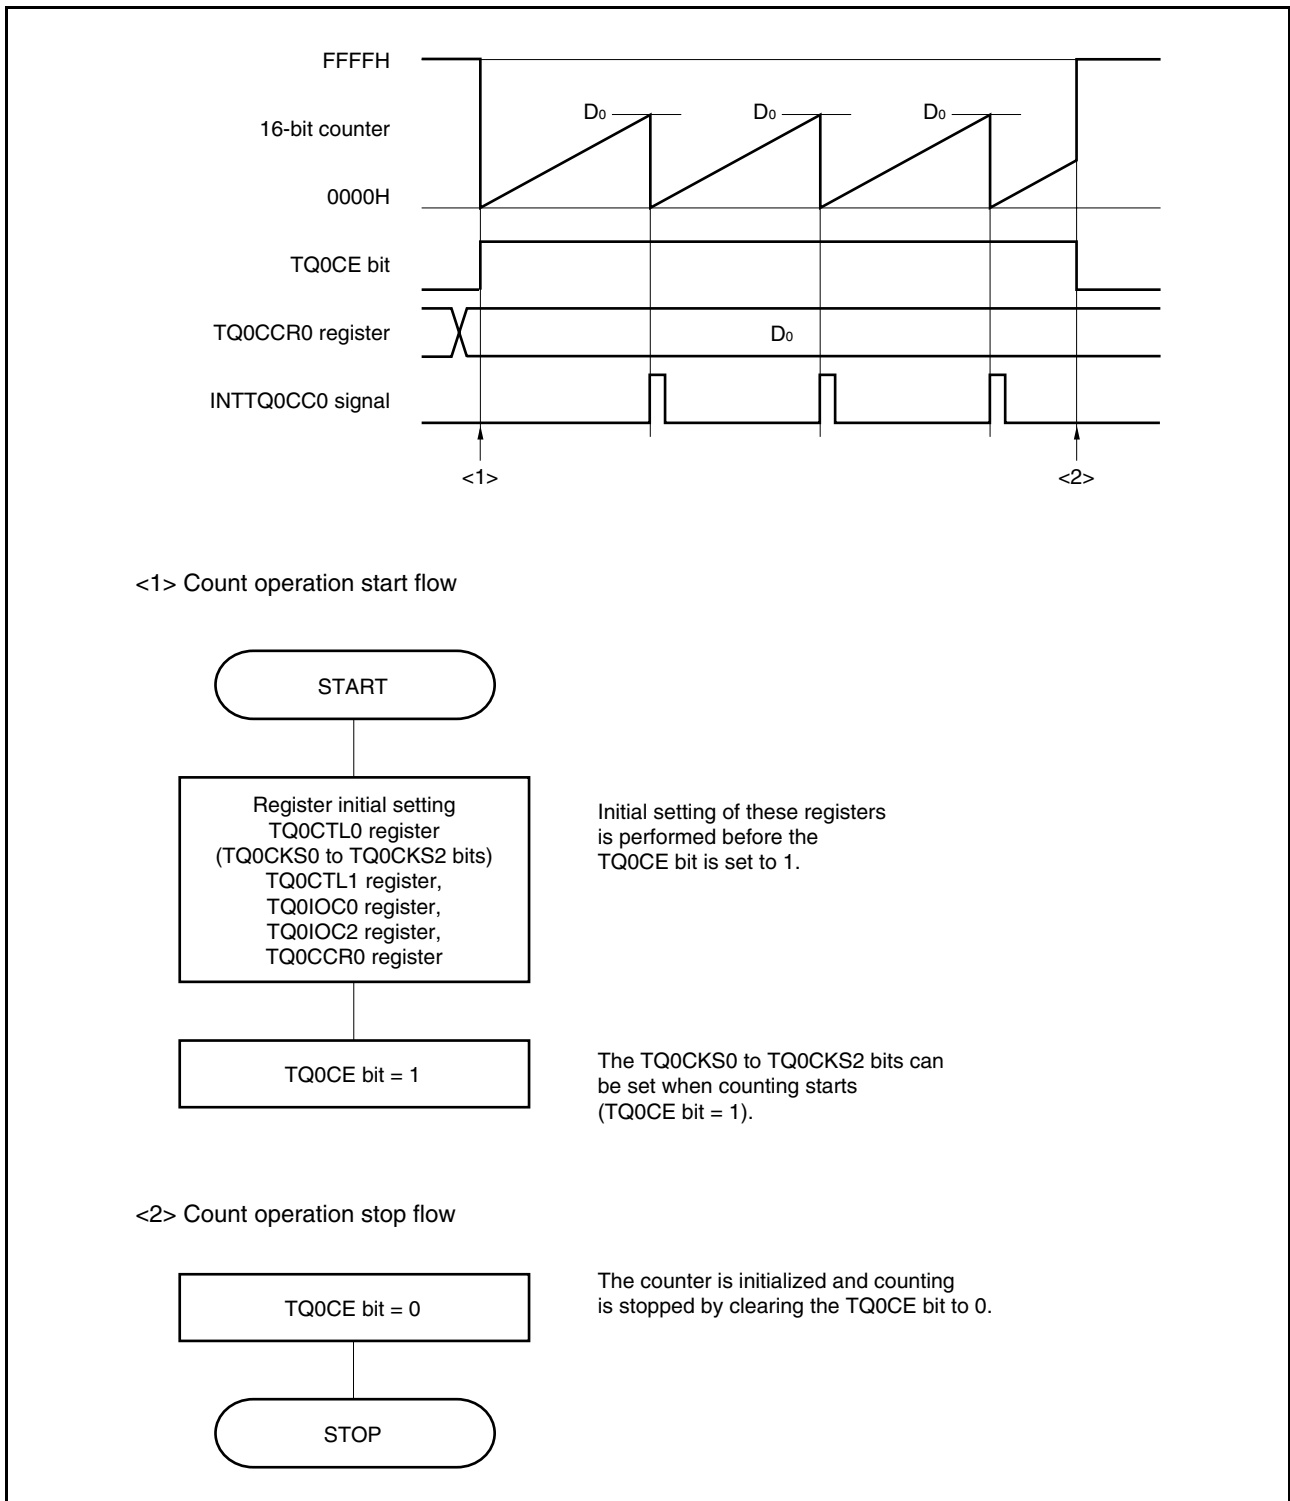 FFFFH
16-bit counter
0000H
D0
D0
D0
TQ0CE bit
TQ0CCR0 register
D0
INTTQ0CC0 signal
<1>
<2>
<1> Count operation start flow
START
Register initial setting
TQ0CTL0 register
(TQ0CKS0 to TQ0CKS2 bits)
TQ0CTL1 register,
TQ0IOC0 register,
TQ0IOC2 register,
TQ0CCR0 register
Initial setting of these registers
is performed before the
TQ0CE bit is set to 1.
TQ0CE bit = 1
The TQ0CKS0 to TQ0CKS2 bits can
be set when counting starts
(TQ0CE bit = 1).
<2> Count operation stop flow
TQ0CE bit = 0
The counter is initialized and counting
is stopped by clearing the TQ0CE bit to 0.
STOP